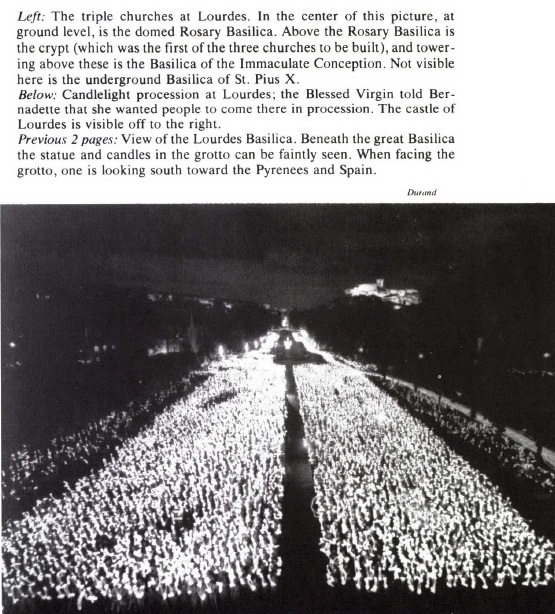 Left: The triple churches at Lourdes. In the center of this picture, at
ground level, is the domed Rosary Basilica. Above the Rosary Basilica is
the crypt (which was the first of the three churches to be built), and tower-
ing above these is the Basilica of the Immaculate Conception. Not visible
here is the underground Basilica of St. Pius X.
Below: Candlelight procession at Lourdes; the Blessed Virgin told Ber-
nadette that she wanted people to come there in procession. The castle of
Lourdes is visible off to the right.
Previous 2 pages: View of the Lourdes Basilica. Beneath the great Basilica
the statue and candles in the grotto can be faintly seen. When facing the
grotto, one is looking south toward the Pyrenees and Spain.
Durand